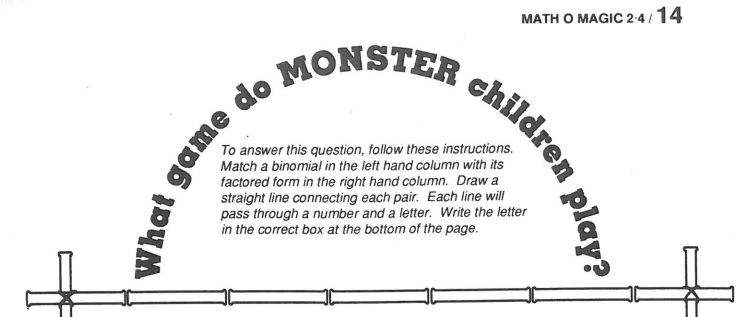 MATH O MAGIC 2·4 / 14
What game do MONSTER children play?
To answer this question, follow these instructions.
Match a binomial in the left hand column with its
factored form in the right hand column. Draw a
straight line connecting each pair. Each line will
pass through a number and a letter. Write the letter
in the correct box at the bottom of the page.